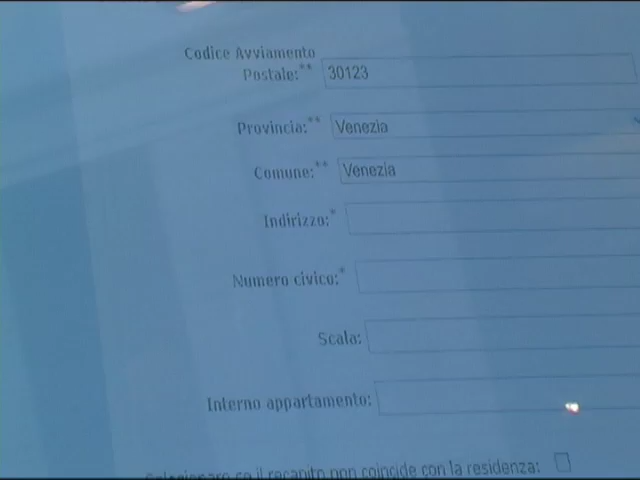 Codice Avviamento
Postale:** 30123
Provincia:** Venezia
Comune:** Venezia
Indirizzo:*
Numero civico:*
Scala:
Interno appartamento:
Selezionare se il recapito non coincide con la residenza: